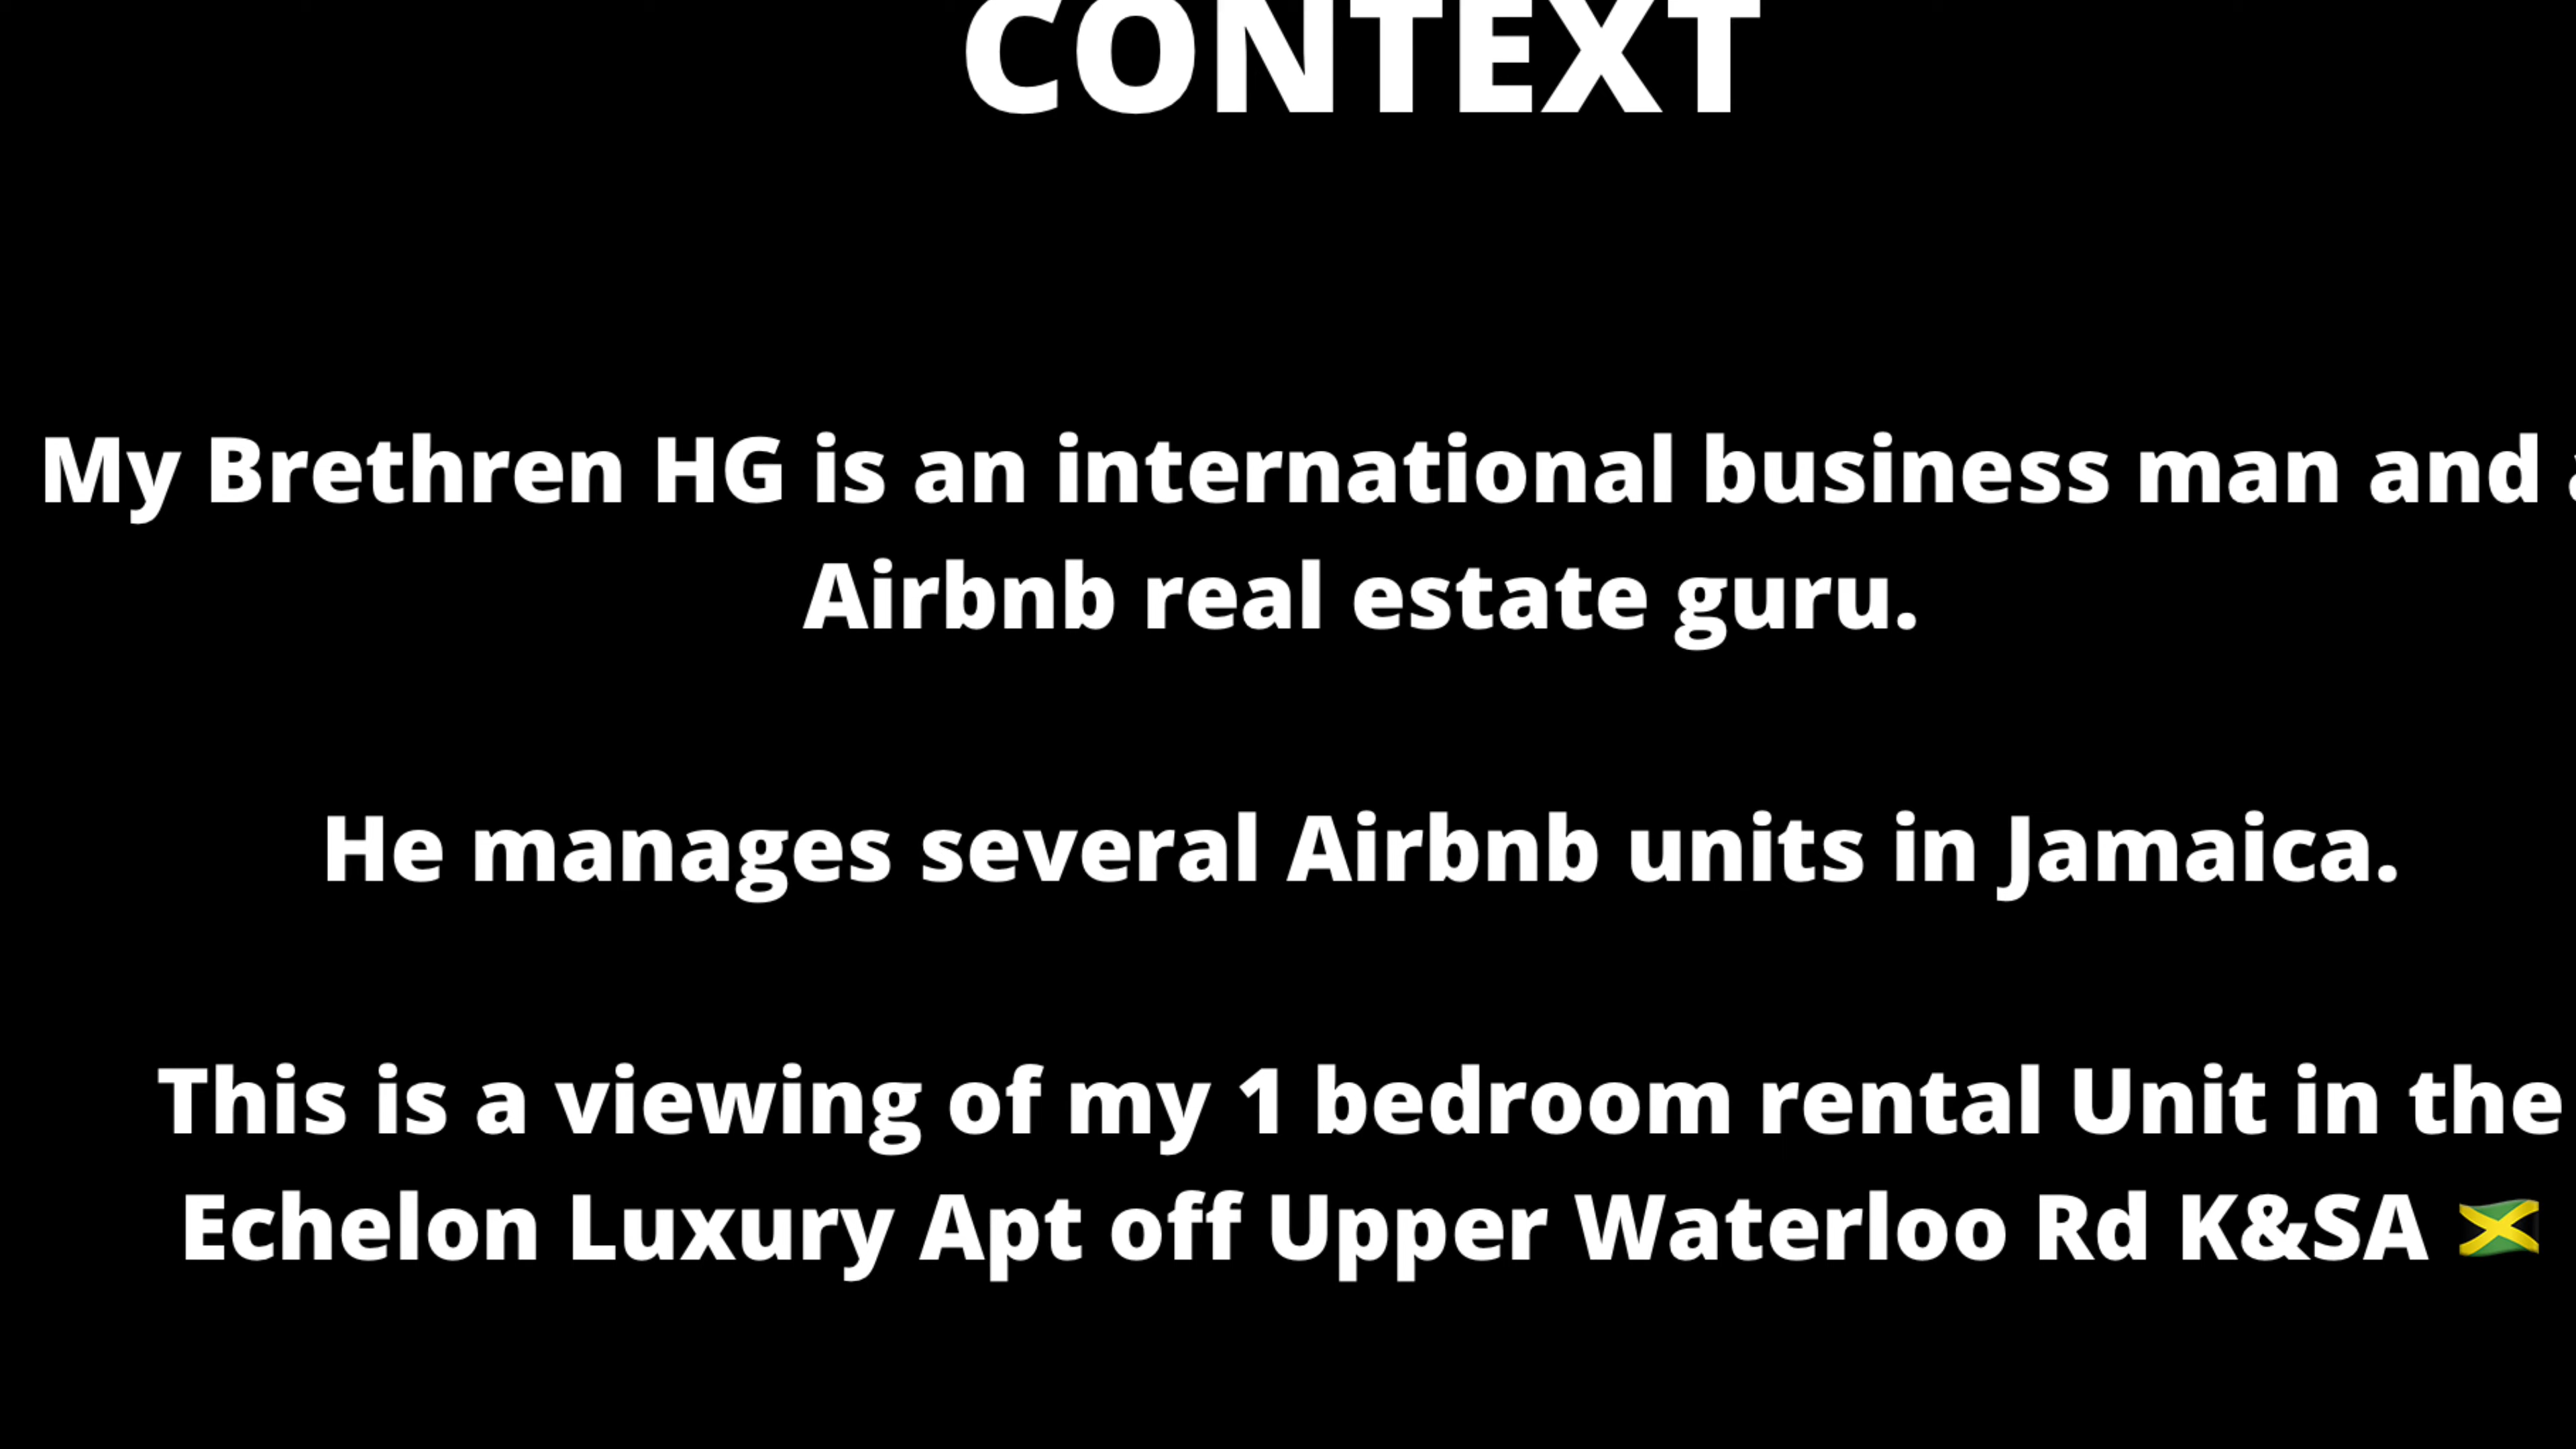 CONTEXT
My Brethren HG is an international business man and
Airbnb real estate guru.
He manages several Airbnb units in Jamaica.
This is a viewing of my 1 bedroom rental Unit in the
Echelon Luxury Apt off Upper Waterloo Rd K&SA 🇯🇲